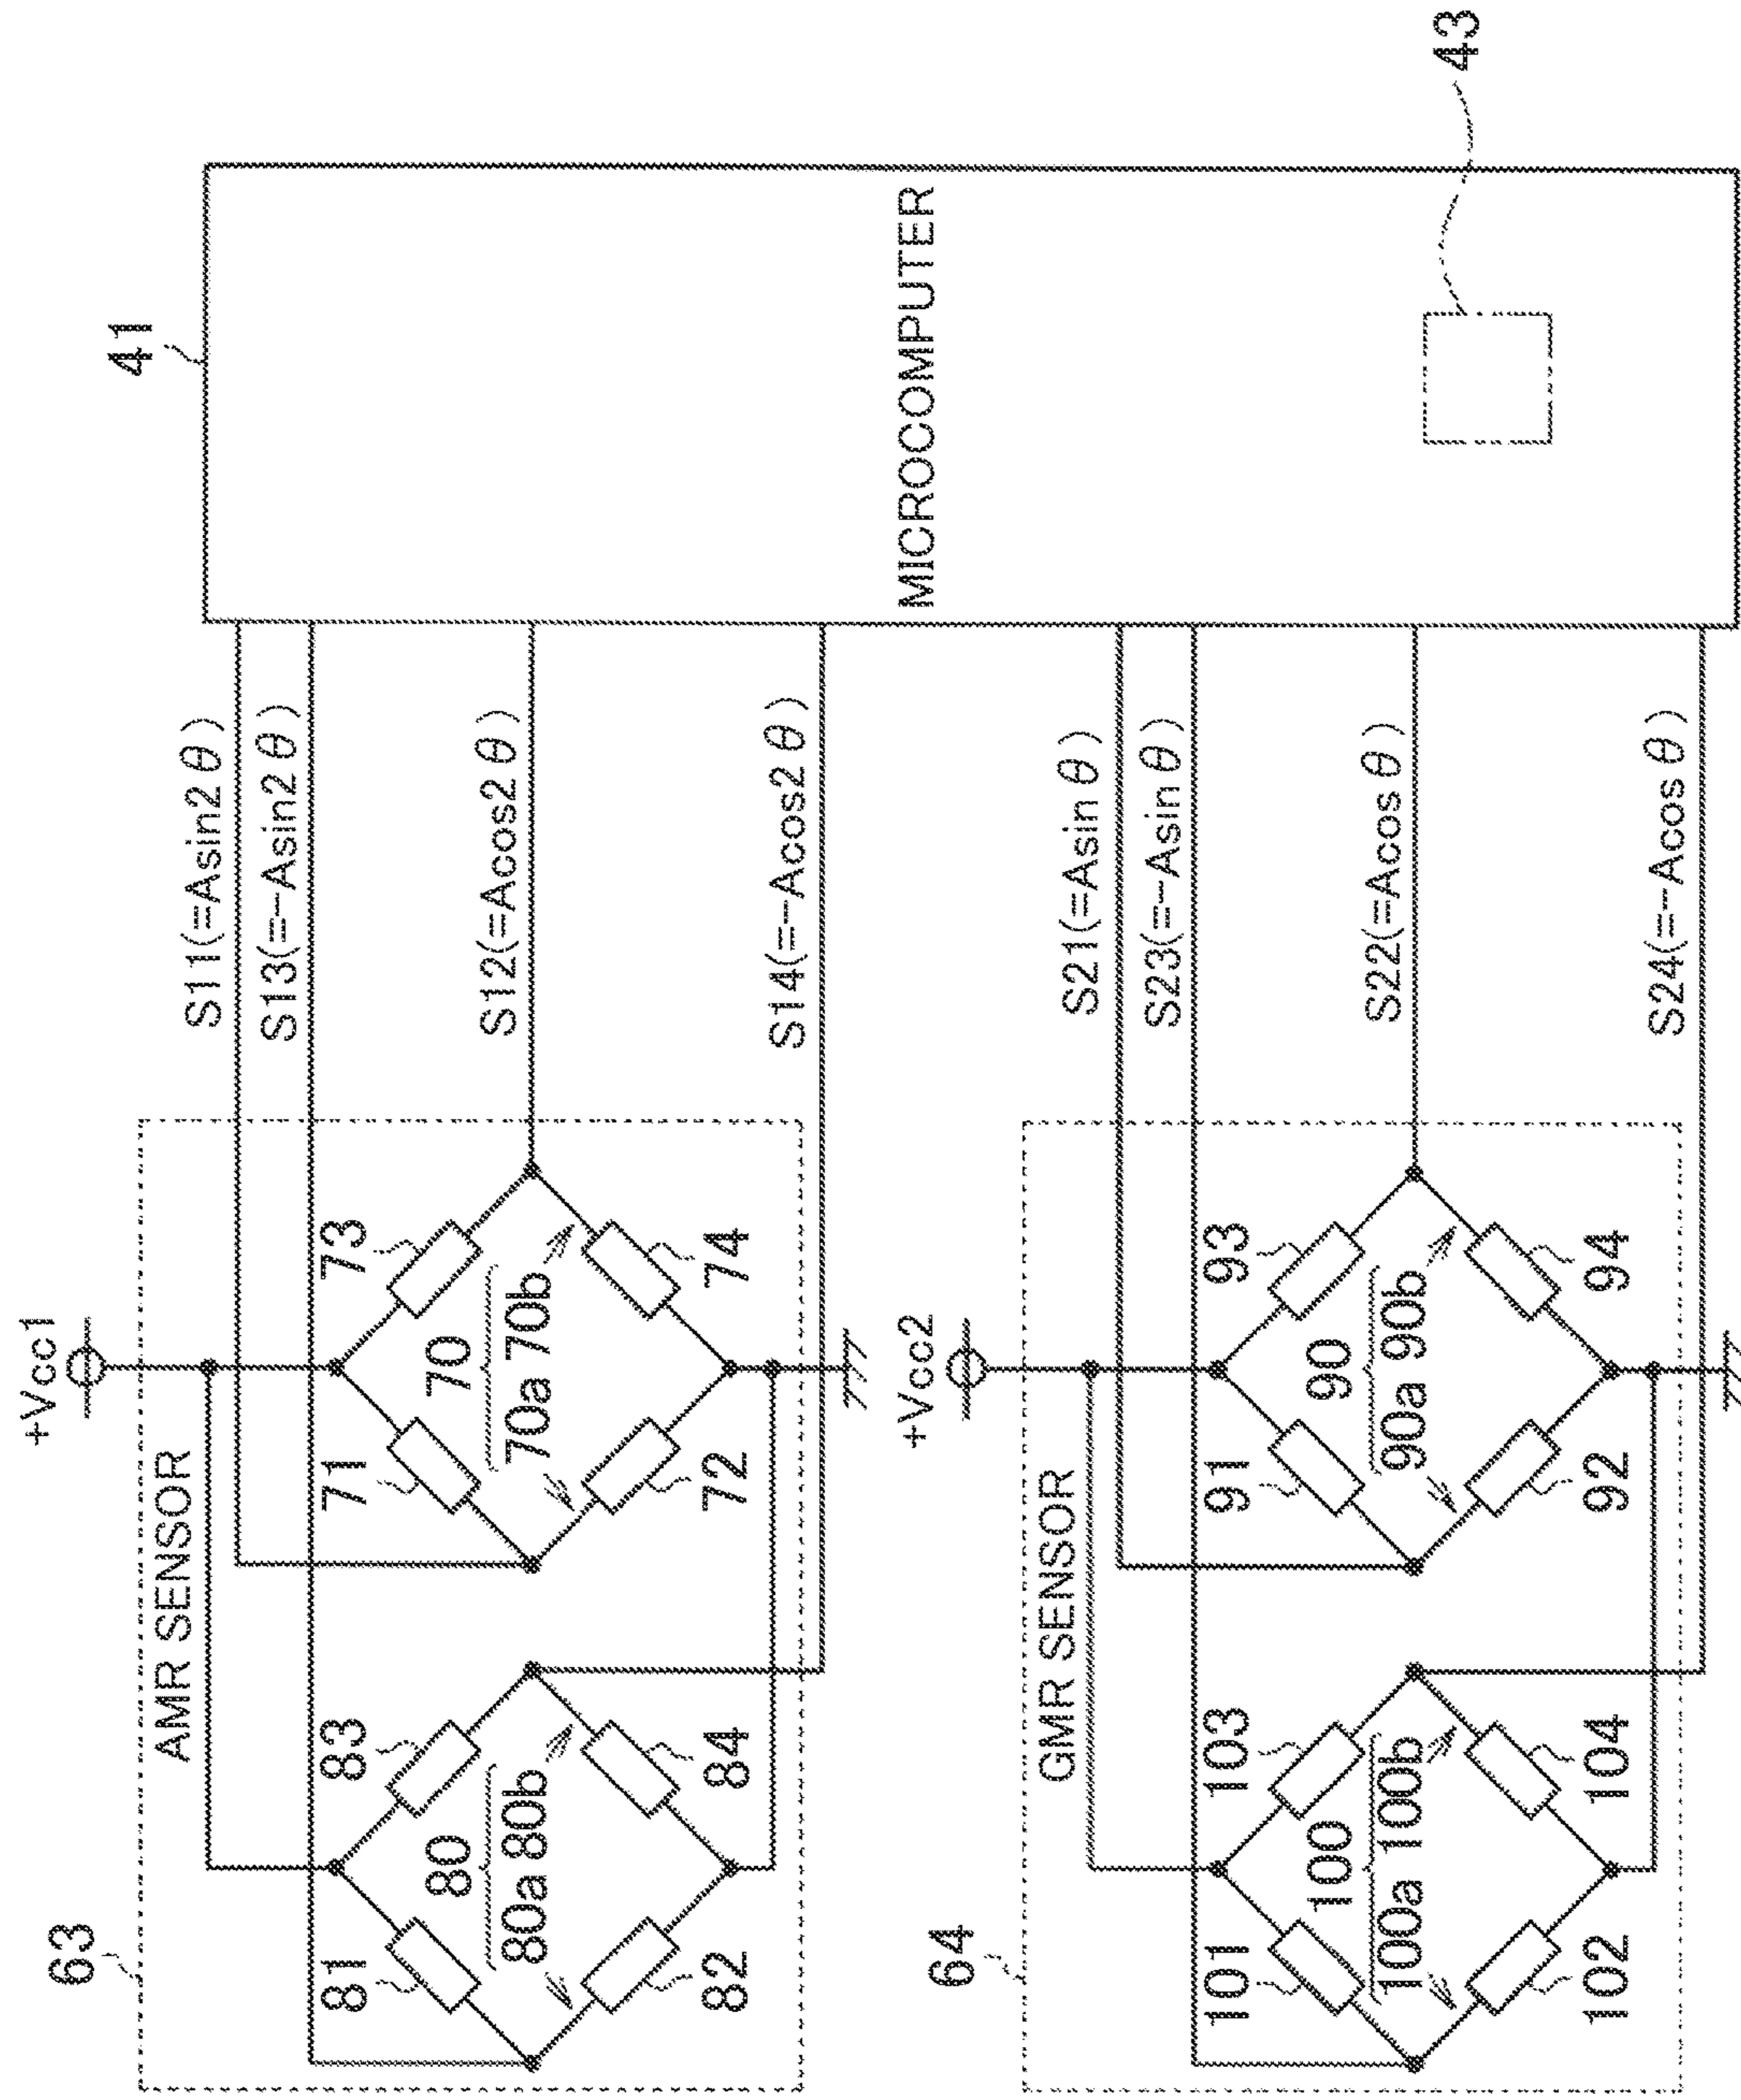 63
AMR SENSOR
+Vcc1
81
83
80
80a 80b
82
84
71
73
70
70a 70b
72
74
S11(=Asin2θ)
S13(=-Asin2θ)
S12(=Acos2θ)
S14(=-Acos2θ)
41
MICROCOMPUTER
43
64
GMR SENSOR
+Vcc2
101
103
100
100a 100b
102
104
91
93
90
90a 90b
92
94
S21(=Asinθ)
S23(=-Asinθ)
S22(=Acosθ)
S24(=-Acosθ)